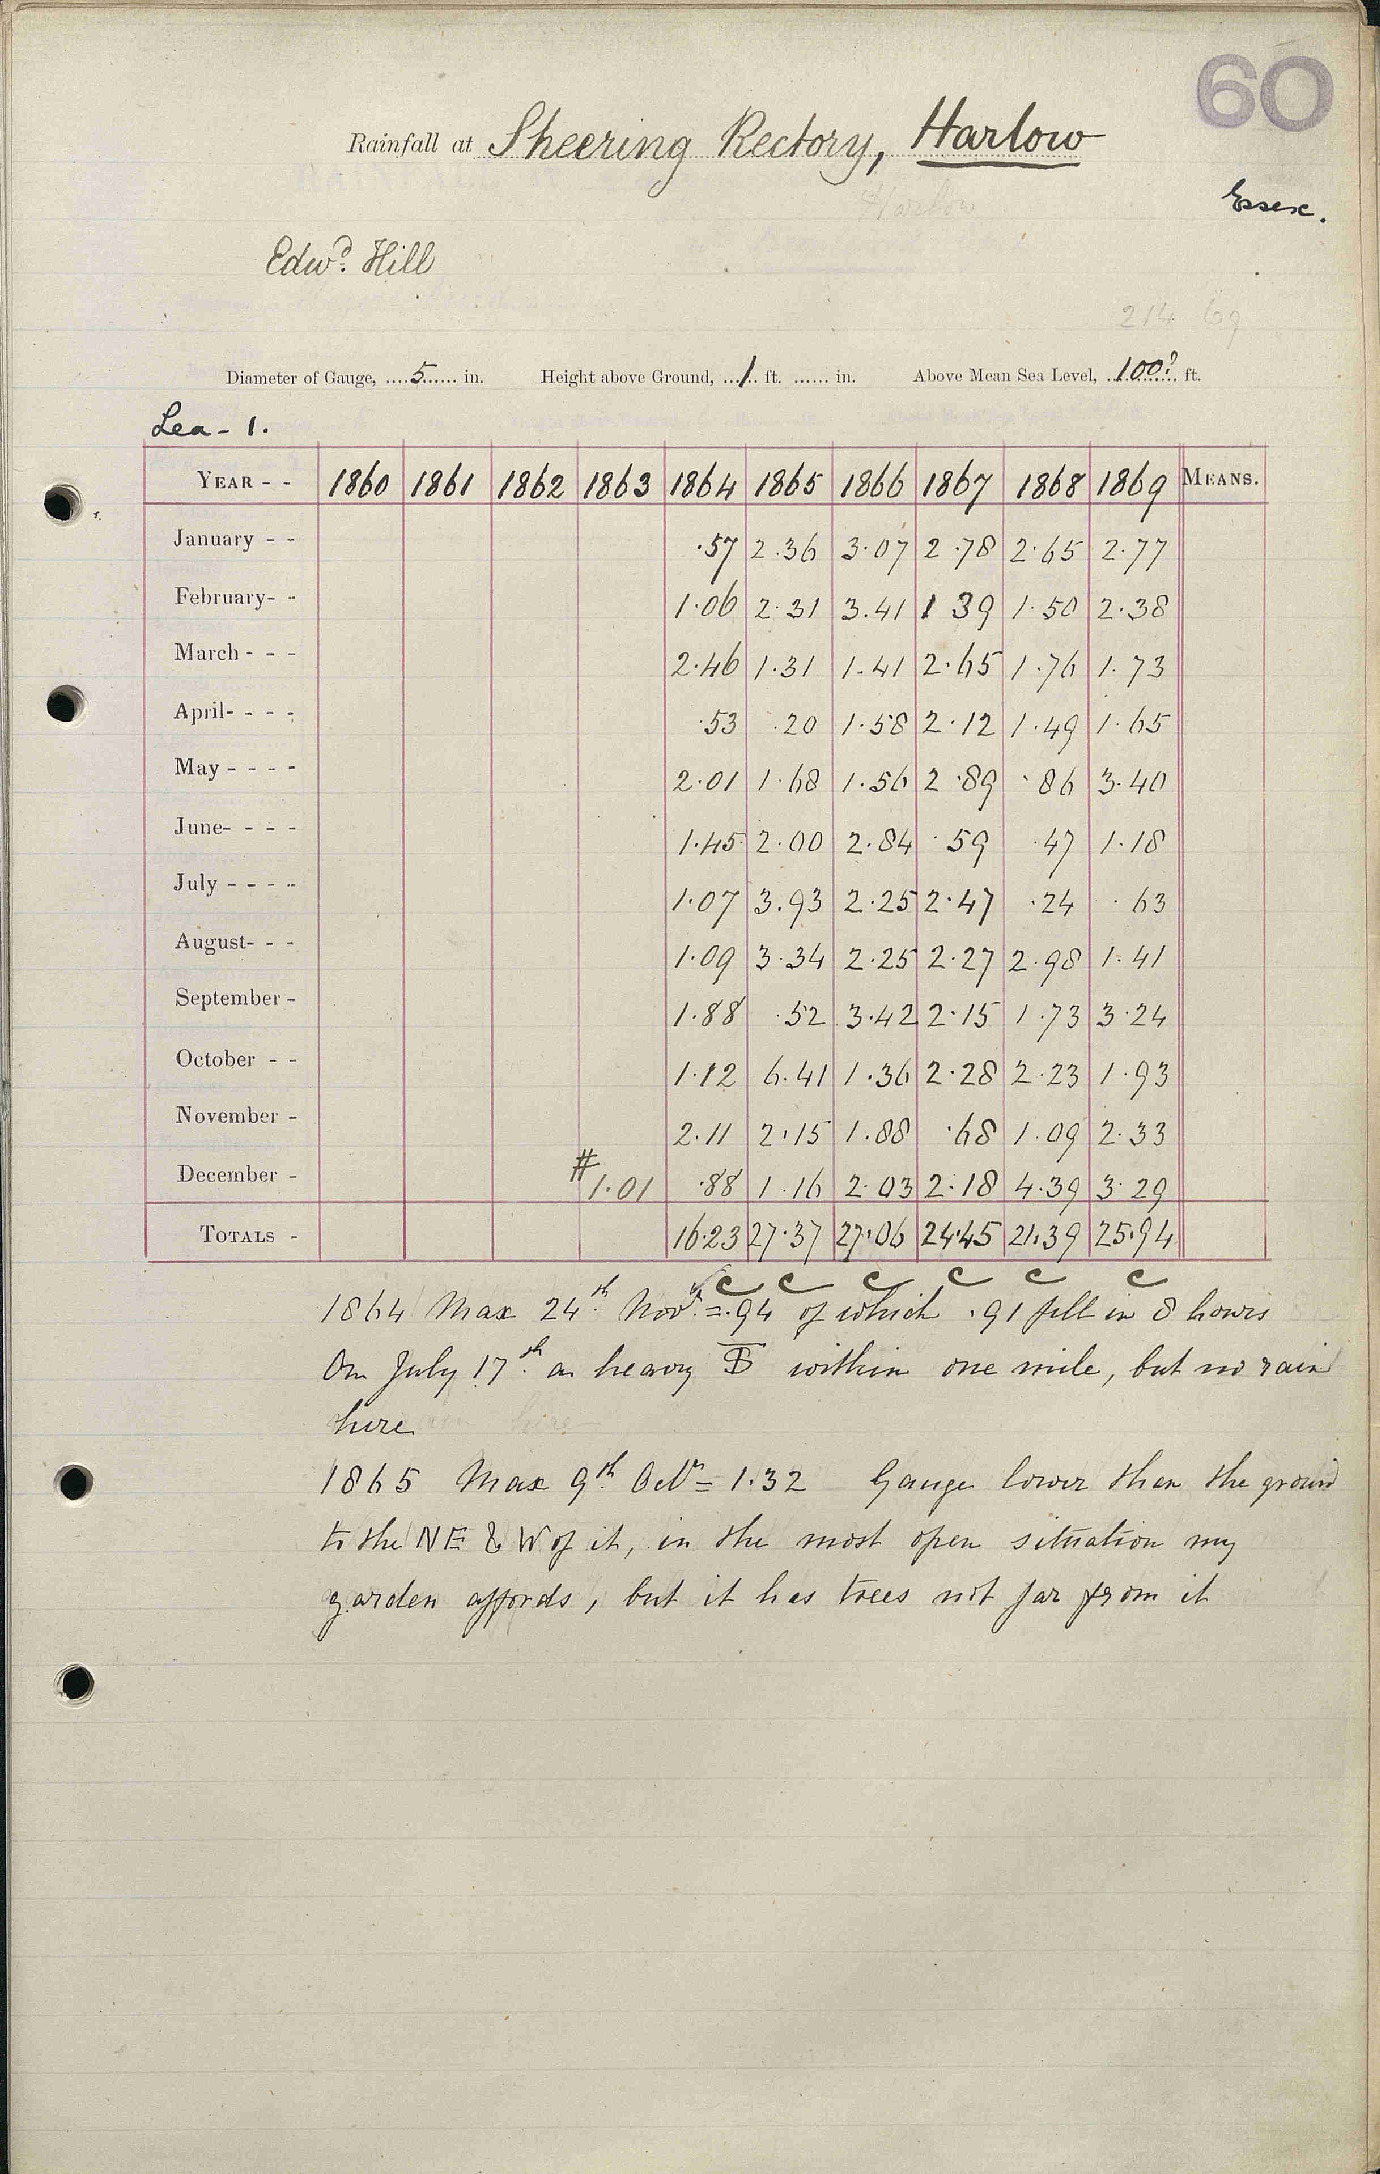 60
Rainfall at Sheering Rectory, Harlow
Harlow
Essex.
Edwd. Hill
214 69
Diameter of Gauge, ....5...... in. Height above Ground, ...1... ft. ...... in. Above Mean Sea Level, ...100?... ft.
Lea - 1.
YEAR - - 1860 1861 1862 1863 1864 1865 1866 1867 1868 1869 MEANS.
January - - ·57 2.36 3·07 2·78 2·65 2·77
February- - 1·06 2·31 3.41 1 39 1·50 2·38
March - - - 2·46 1·31 1·41 2·65 1·76 1·73
April- - - - ·53 ·20 1·58 2·12 1·49 1·65
May - - - - 2·01 1·68 1·56 2·89 ·86 3·40
June- - - - 1·45 2·00 2·84 ·59 ·47 1·18
July - - - - 1·07 3.93 2·25 2·47 ·24 ·63
August- - - 1·09 3·34 2·25 2·27 2·98 1·41
September - 1·88 ·52 3·42 2·15 1·73 3·24
October - - 1·12 6·41 1·36 2·28 2·23 1·93
November - 2·11 2·15 1·88 ·68 1·09 2·33
December - # 1·01 ·88 1·16 2·03 2·18 4·39 3·29
TOTALS - 16·23 27·37 27·06 24·45 21·39 25·94
c c c c c c
1864 Max 24th Novr = .94 of which .91 fell in 8 hours
On July 17th a heavy TS within one mile, but no rain
here
1865 Max 9th Octr = 1.32 Gauge lower than the ground
to the NE & W of it, in the most open situation my
garden affords, but it has trees not far from it